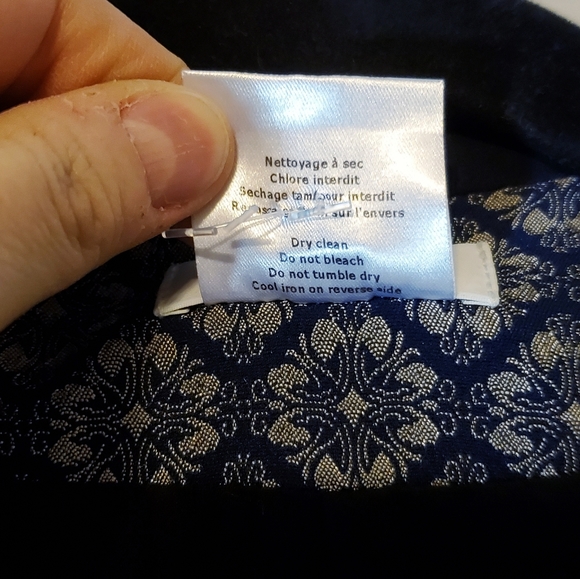 Nettoyage à sec
Chlore interdit
Sechage tambour interdit
sur l'envers
Dry clean
Do not bleach
Do not tumble dry
Cool iron on reverse side